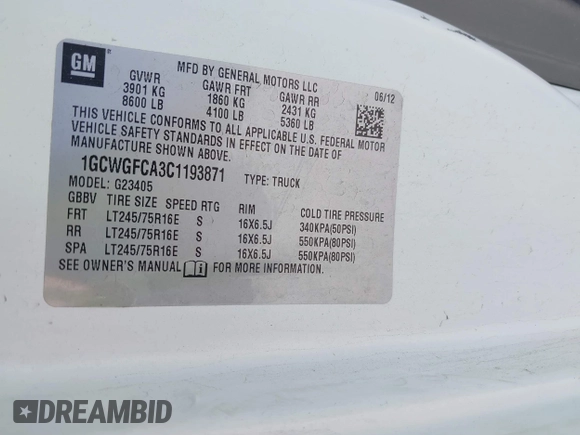 GM
MFD BY GENERAL MOTORS LLC
GVWR GAWR FRT GAWR RR 06/12
3901 KG 1860 KG 2431 KG
8600 LB 4100 LB 5360 LB
THIS VEHICLE CONFORMS TO ALL APPLICABLE U.S. FEDERAL MOTOR
VEHICLE SAFETY STANDARDS IN EFFECT ON THE DATE OF
MANUFACTURE SHOWN ABOVE.
1GCWGFCA3C1193871 TYPE: TRUCK
MODEL: G23405
GBBV TIRE SIZE SPEED RTG RIM COLD TIRE PRESSURE
FRT LT245/75R16E S 16X6.5J 340KPA(50PSI)
RR LT245/75R16E S 16X6.5J 550KPA(80PSI)
SPA LT245/75R16E S 16X6.5J 550KPA(80PSI)
SEE OWNER'S MANUAL FOR MORE INFORMATION.
DREAMBID